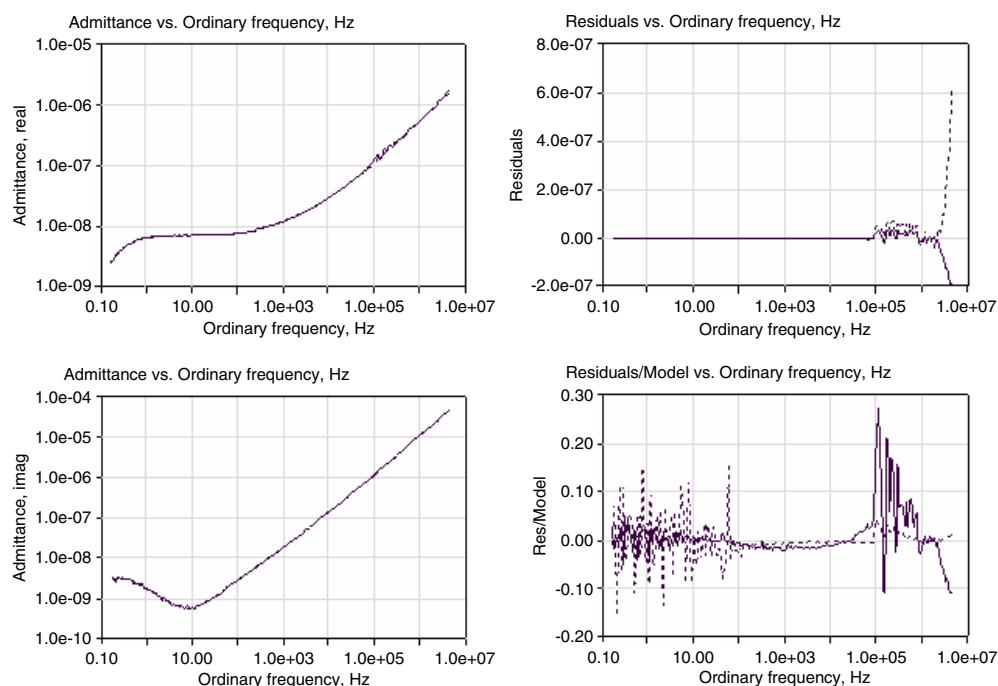 Admittance vs. Ordinary frequency, Hz
1.0e-05
1.0e-06
1.0e-07
1.0e-08
1.0e-09
Admittance, real
0.10 10.00 1.0e+03 1.0e+05 1.0e+07
Ordinary frequency, Hz
Residuals vs. Ordinary frequency, Hz
8.0e-07
6.0e-07
4.0e-07
2.0e-07
0.00
-2.0e-07
Residuals
0.10 10.00 1.0e+03 1.0e+05 1.0e+07
Ordinary frequency, Hz
Admittance vs. Ordinary frequency, Hz
1.0e-04
1.0e-05
1.0e-06
1.0e-07
1.0e-08
1.0e-09
1.0e-10
Admittance, imag
0.10 10.00 1.0e+03 1.0e+05 1.0e+07
Ordinary frequency, Hz
Residuals/Model vs. Ordinary frequency, Hz
0.30
0.20
0.10
0.00
-0.10
-0.20
Res/Model
0.10 10.00 1.0e+03 1.0e+05 1.0e+07
Ordinary frequency, Hz